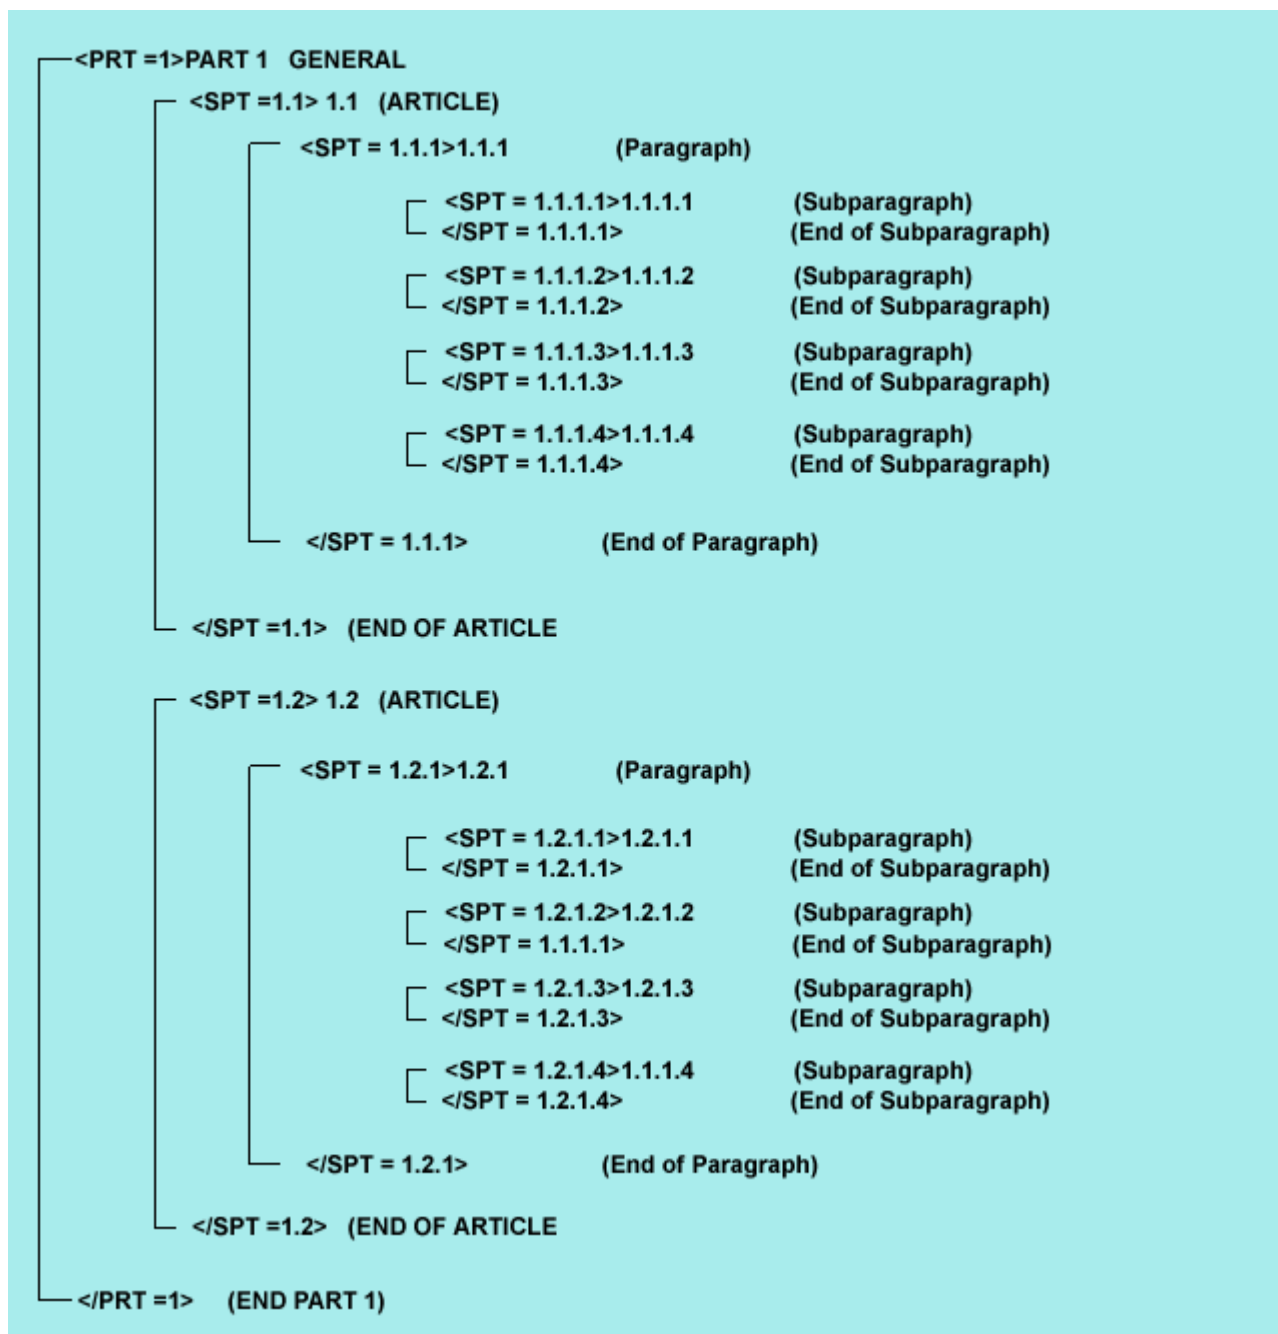 <PRT =1>PART 1 GENERAL
<SPT =1.1> 1.1 (ARTICLE)
<SPT = 1.1.1>1.1.1 (Paragraph)
<SPT = 1.1.1.1>1.1.1.1 (Subparagraph)
</SPT = 1.1.1.1> (End of Subparagraph)
<SPT = 1.1.1.2>1.1.1.2 (Subparagraph)
</SPT = 1.1.1.2> (End of Subparagraph)
<SPT = 1.1.1.3>1.1.1.3 (Subparagraph)
</SPT = 1.1.1.3> (End of Subparagraph)
<SPT = 1.1.1.4>1.1.1.4 (Subparagraph)
</SPT = 1.1.1.4> (End of Subparagraph)
</SPT = 1.1.1> (End of Paragraph)
</SPT =1.1> (END OF ARTICLE
<SPT =1.2> 1.2 (ARTICLE)
<SPT = 1.2.1>1.2.1 (Paragraph)
<SPT = 1.2.1.1>1.2.1.1 (Subparagraph)
</SPT = 1.2.1.1> (End of Subparagraph)
<SPT = 1.2.1.2>1.2.1.2 (Subparagraph)
</SPT = 1.1.1.1> (End of Subparagraph)
<SPT = 1.2.1.3>1.2.1.3 (Subparagraph)
</SPT = 1.2.1.3> (End of Subparagraph)
<SPT = 1.2.1.4>1.1.1.4 (Subparagraph)
</SPT = 1.2.1.4> (End of Subparagraph)
</SPT = 1.2.1> (End of Paragraph)
</SPT =1.2> (END OF ARTICLE
</PRT =1> (END PART 1)